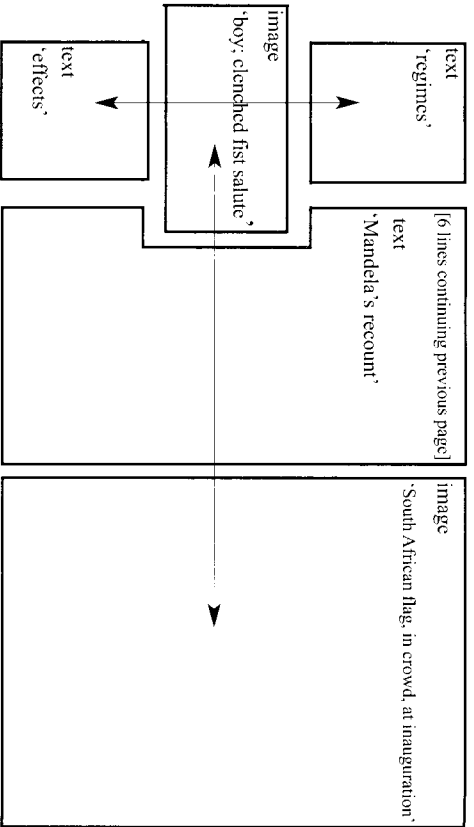 text
‘regimes’
image
‘boy; clenched fist salute’
text
‘effects’
[6 lines continuing previous page]
text
‘Mandela’s recount’
image
‘South African flag, in crowd, at inauguration’